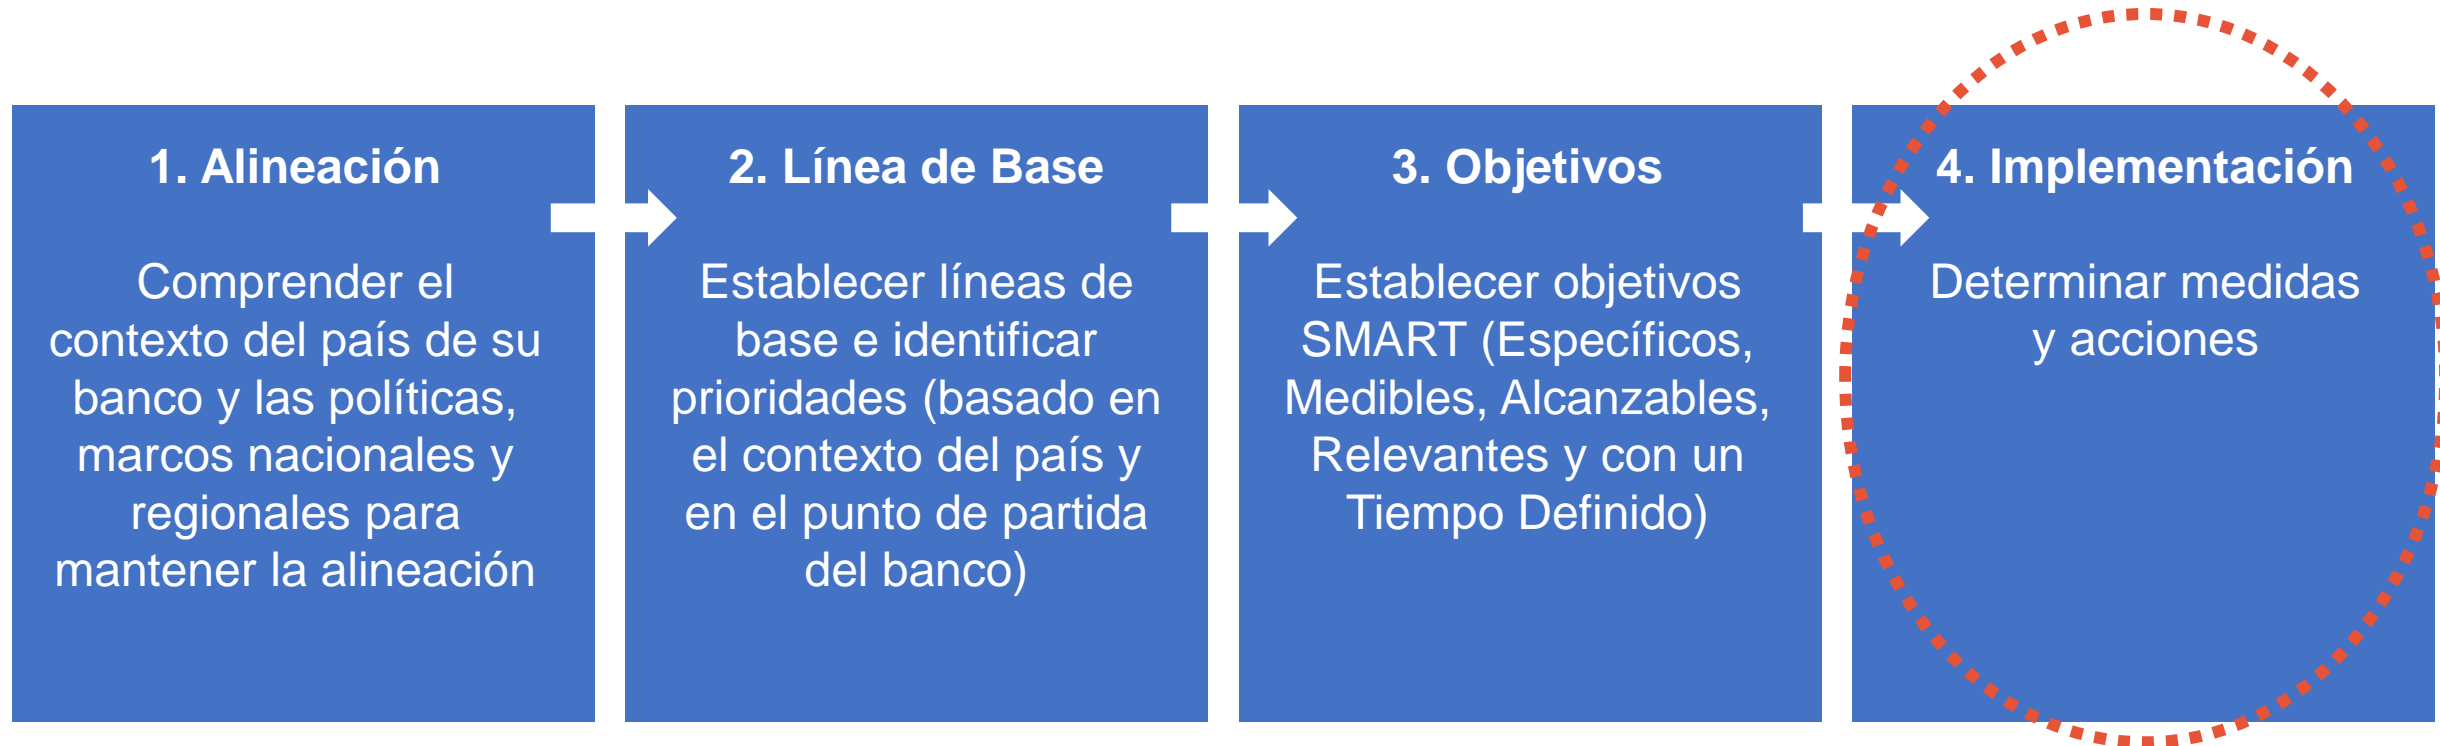 1. Alineación
Comprender el
contexto del país de su
banco y las políticas,
marcos nacionales y
regionales para
mantener la alineación
2. Línea de Base
Establecer líneas de
base e identificar
prioridades (basado en
el contexto del país y
en el punto de partida
del banco)
3. Objetivos
Establecer objetivos
SMART (Específicos,
Medibles, Alcanzables,
Relevantes y con un
Tiempo Definido)
4. Implementación
Determinar medidas
y acciones